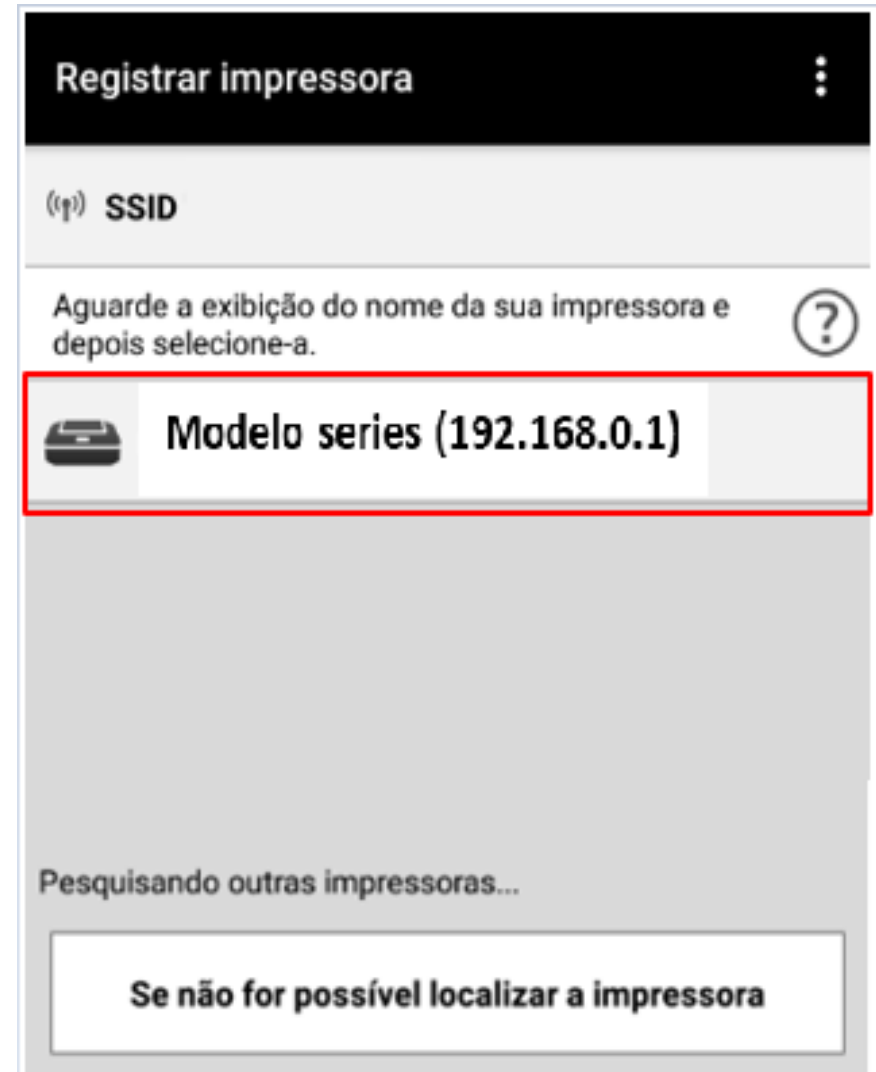 Registrar impressora
SSID
Aguarde a exibição do nome da sua impressora e
depois selecione-a.
Modelo series (192.168.0.1)
Pesquisando outras impressoras...
Se não for possível localizar a impressora